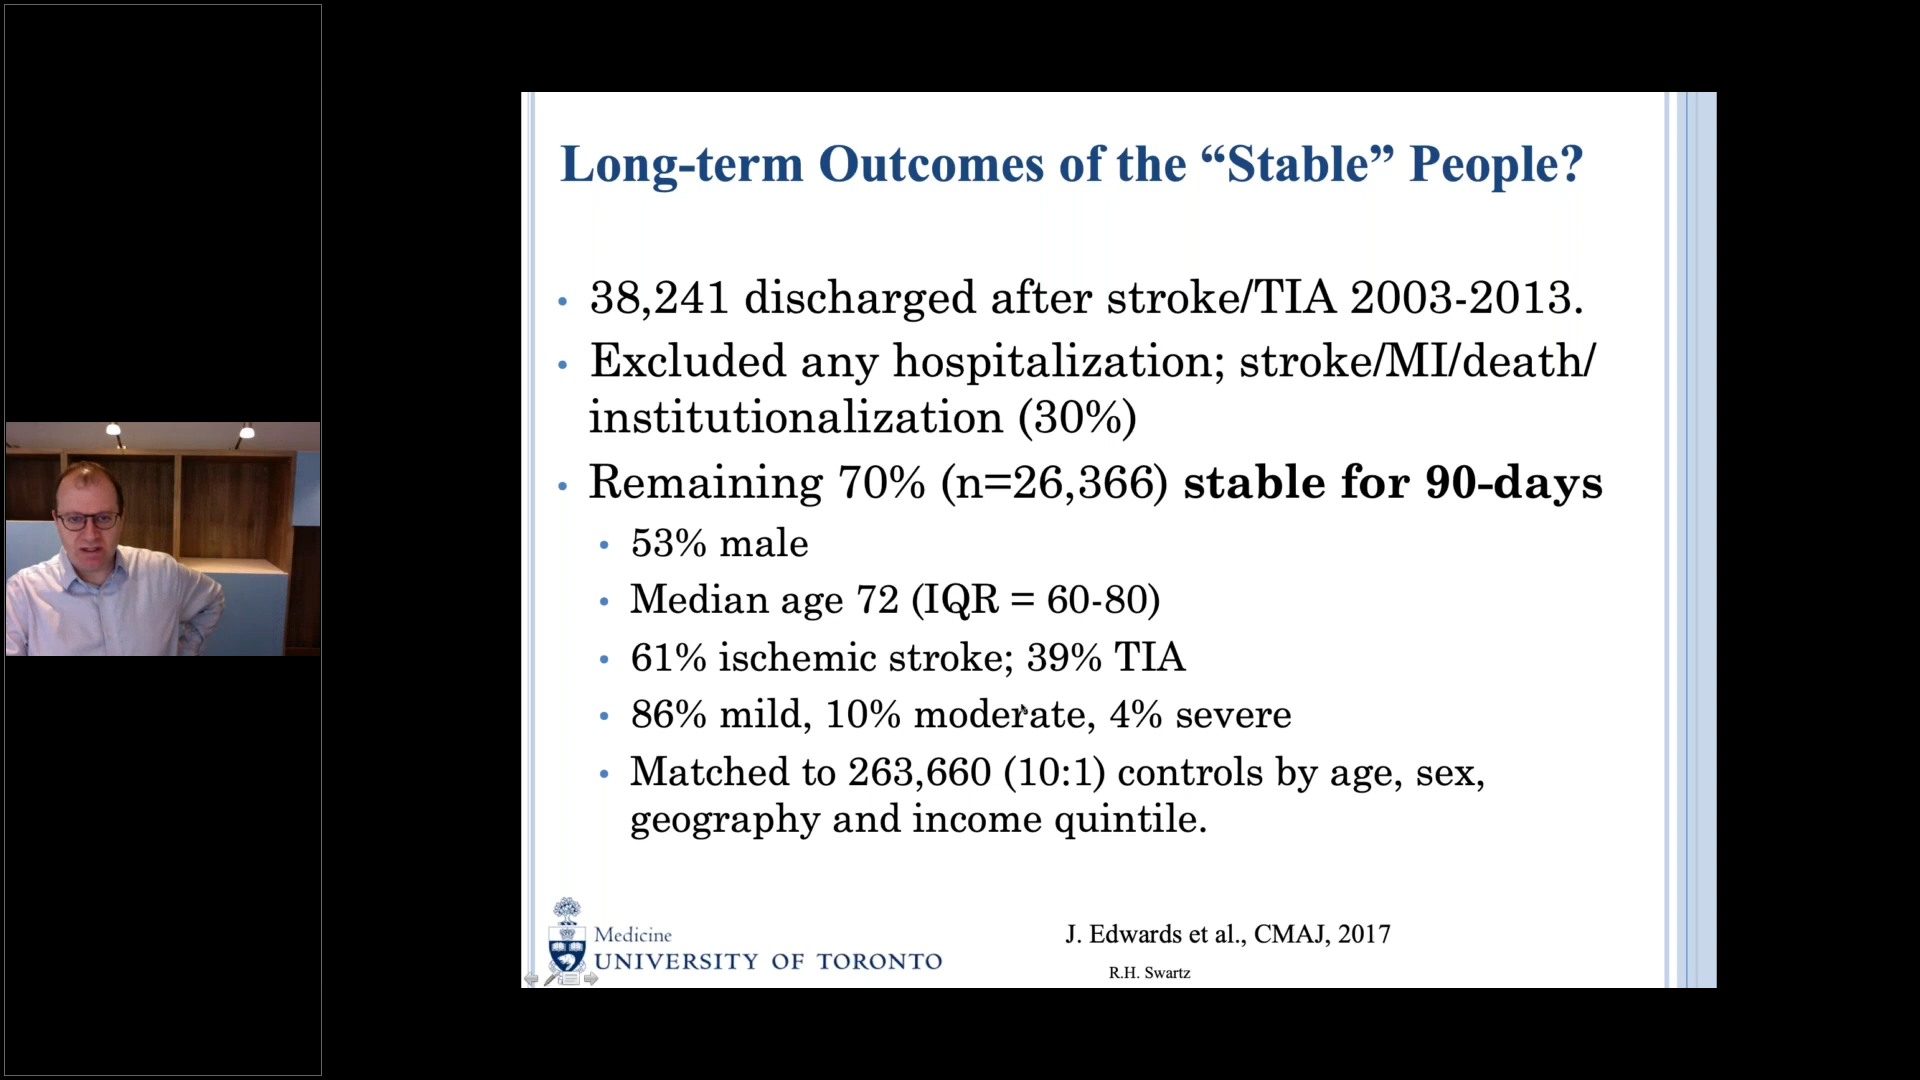 Long-term Outcomes of the “Stable” People?
• 38,241 discharged after stroke/TIA 2003-2013.
• Excluded any hospitalization; stroke/MI/death/
institutionalization (30%)
• Remaining 70% (n=26,366) stable for 90-days
• 53% male
• Median age 72 (IQR = 60-80)
• 61% ischemic stroke; 39% TIA
• 86% mild, 10% moderate, 4% severe
• Matched to 263,660 (10:1) controls by age, sex,
geography and income quintile.
Medicine
UNIVERSITY OF TORONTO
J. Edwards et al., CMAJ, 2017
R.H. Swartz